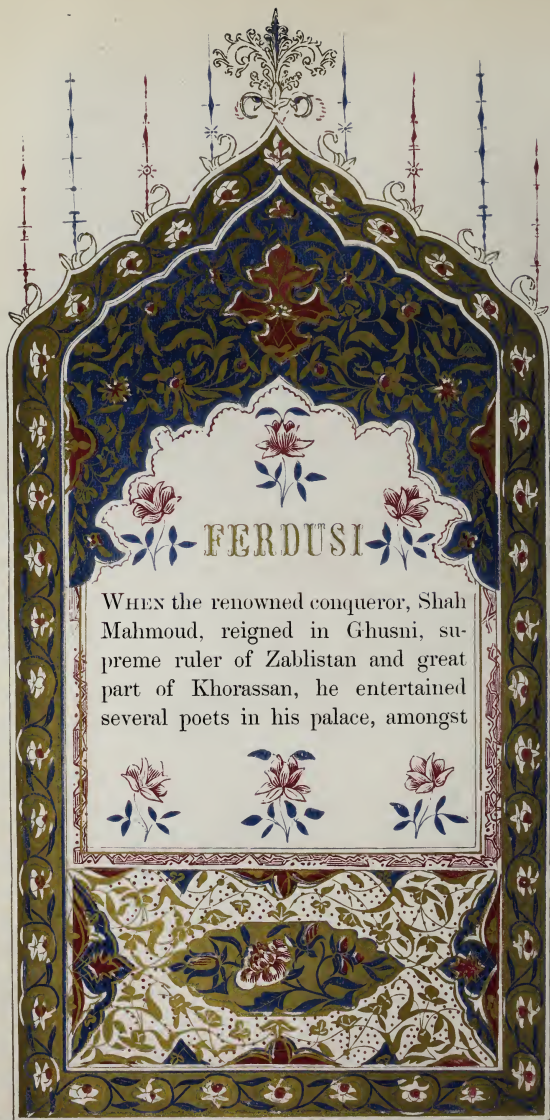 FERDUSI
WHEN the renowned conqueror, Shah
Mahmoud, reigned in Ghusni, su-
preme ruler of Zablistan and great
part of Khorassan, he entertained
several poets in his palace, amongst